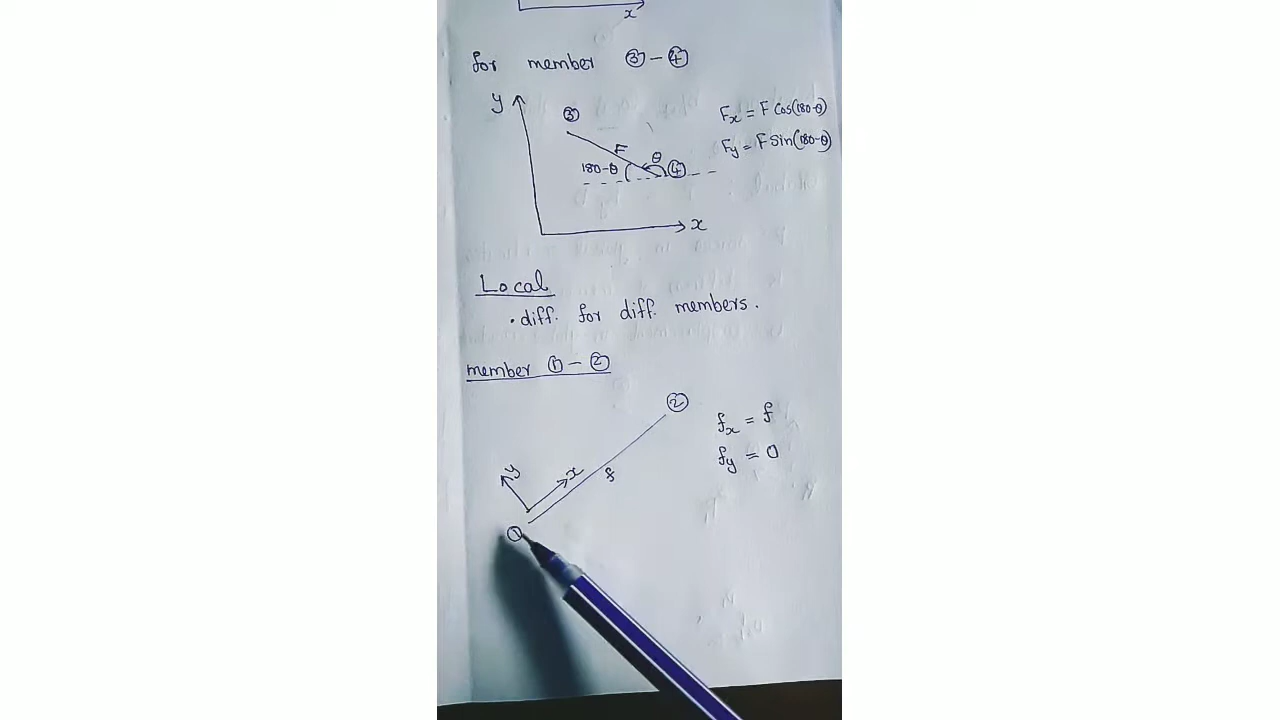 x
for member ③-④
y
③
Fx = F Cos(180-θ)
Fy = F Sin(180-θ)
F
θ
180-θ
④
x
Local
. diff. for diff. members.
member ①-②
②
fx = f
fy = 0
y
x
f
①